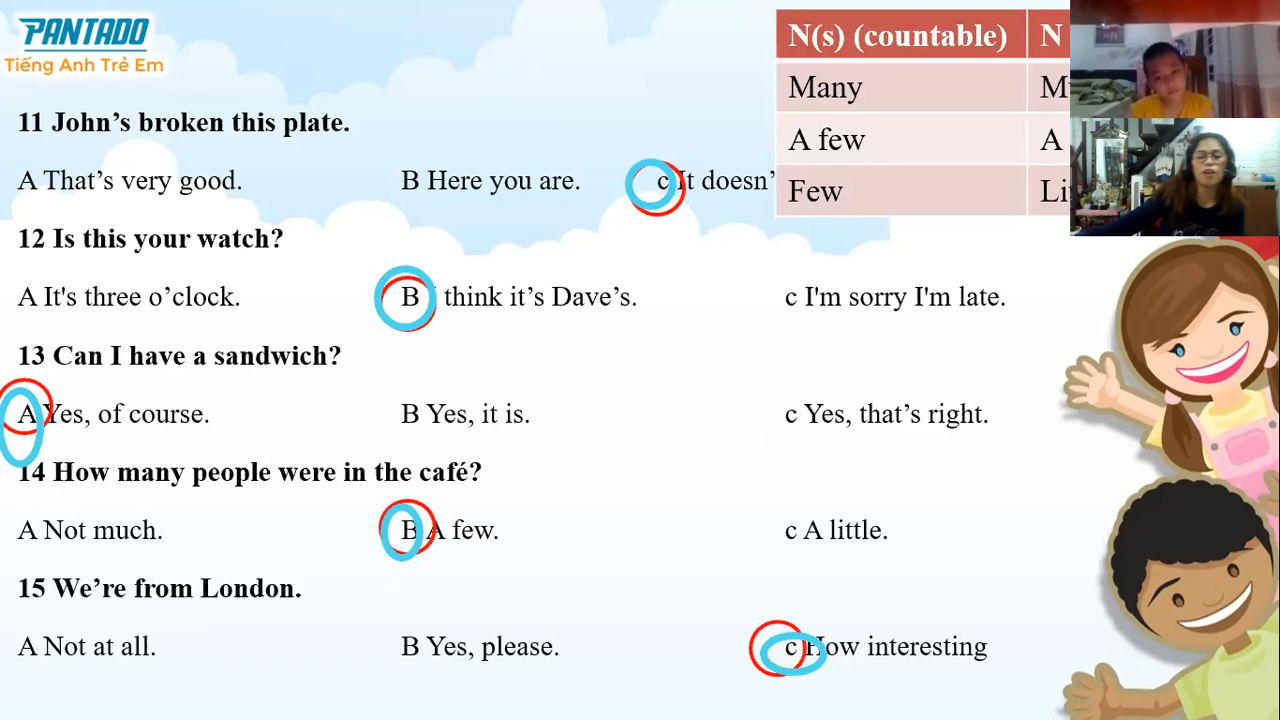 PANTADO
Tiếng Anh Trẻ Em
N(s) (countable) N
Many
A few A
Few
11 John’s broken this plate.
A That’s very good. B Here you are. c It doesn’
12 Is this your watch?
A It's three o’clock. B I think it’s Dave’s. c I'm sorry I'm late.
13 Can I have a sandwich?
A Yes, of course. B Yes, it is. c Yes, that’s right.
14 How many people were in the café?
A Not much. B A few. c A little.
15 We’re from London.
A Not at all. B Yes, please. c How interesting